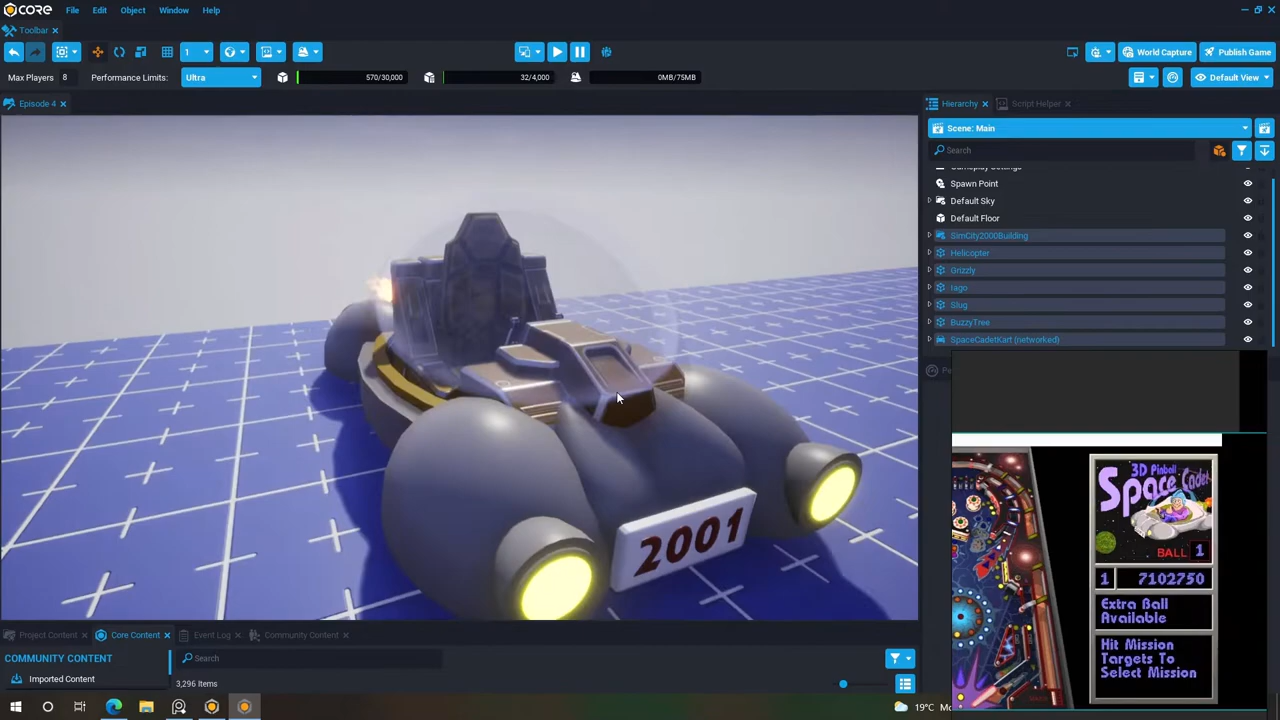 CORE File Edit Object Window Help
Toolbar
1 World Capture Publish Game
Max Players 8 Performance Limits: Ultra 570/30,000 32/4,000 0MB/75MB Default View
Episode 4 Hierarchy Script Helper
Scene: Main
Search
Spawn Point
Default Sky
Default Floor
SimCity2000Building
Helicopter
Grizzly
Iago
Slug
BuzzyTree
SpaceCadetKart (networked)
2001
3D Pinball
Space Cadet
BALL 1
1 7102750
Extra Ball
Available
Hit Mission
Targets To
Select Mission
Project Content Core Content Event Log Community Content
COMMUNITY CONTENT Search
Imported Content 3,296 Items
19°C